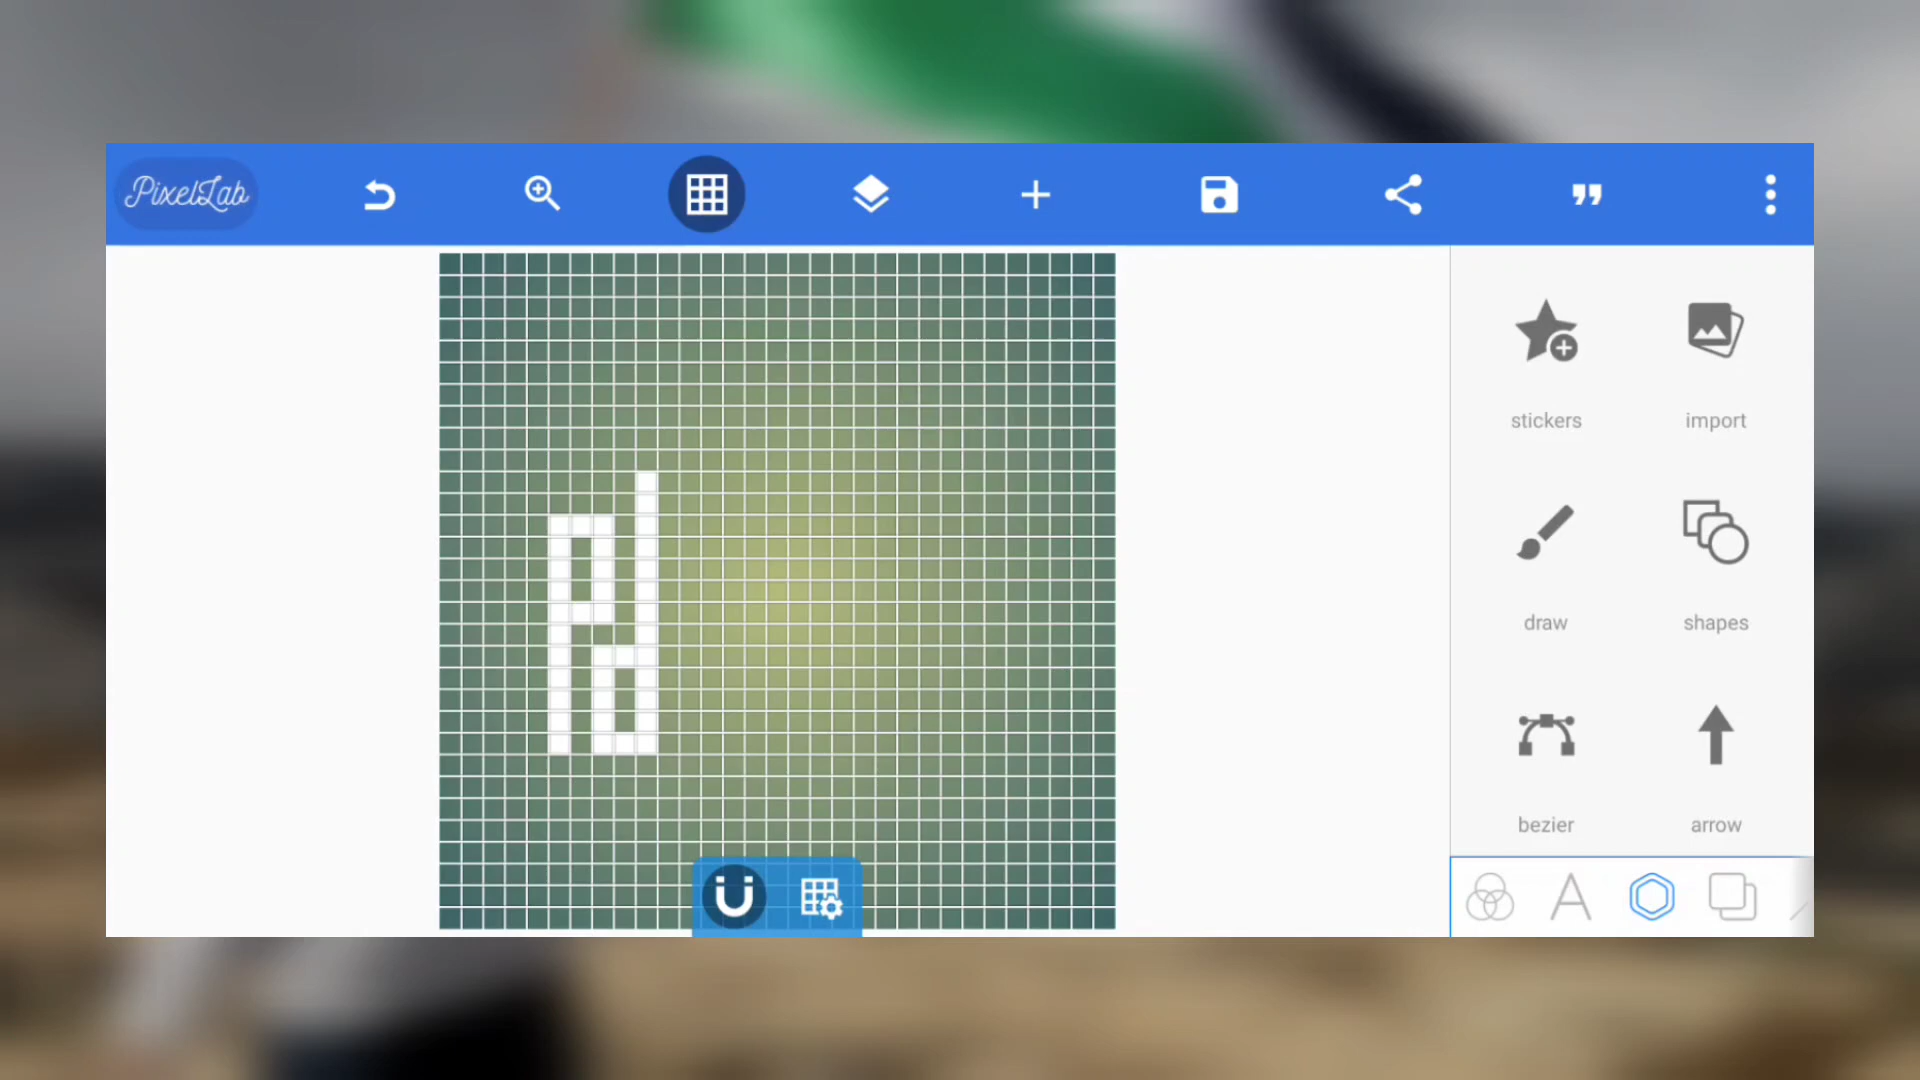 PixelLab
stickers import
draw shapes
bezier arrow